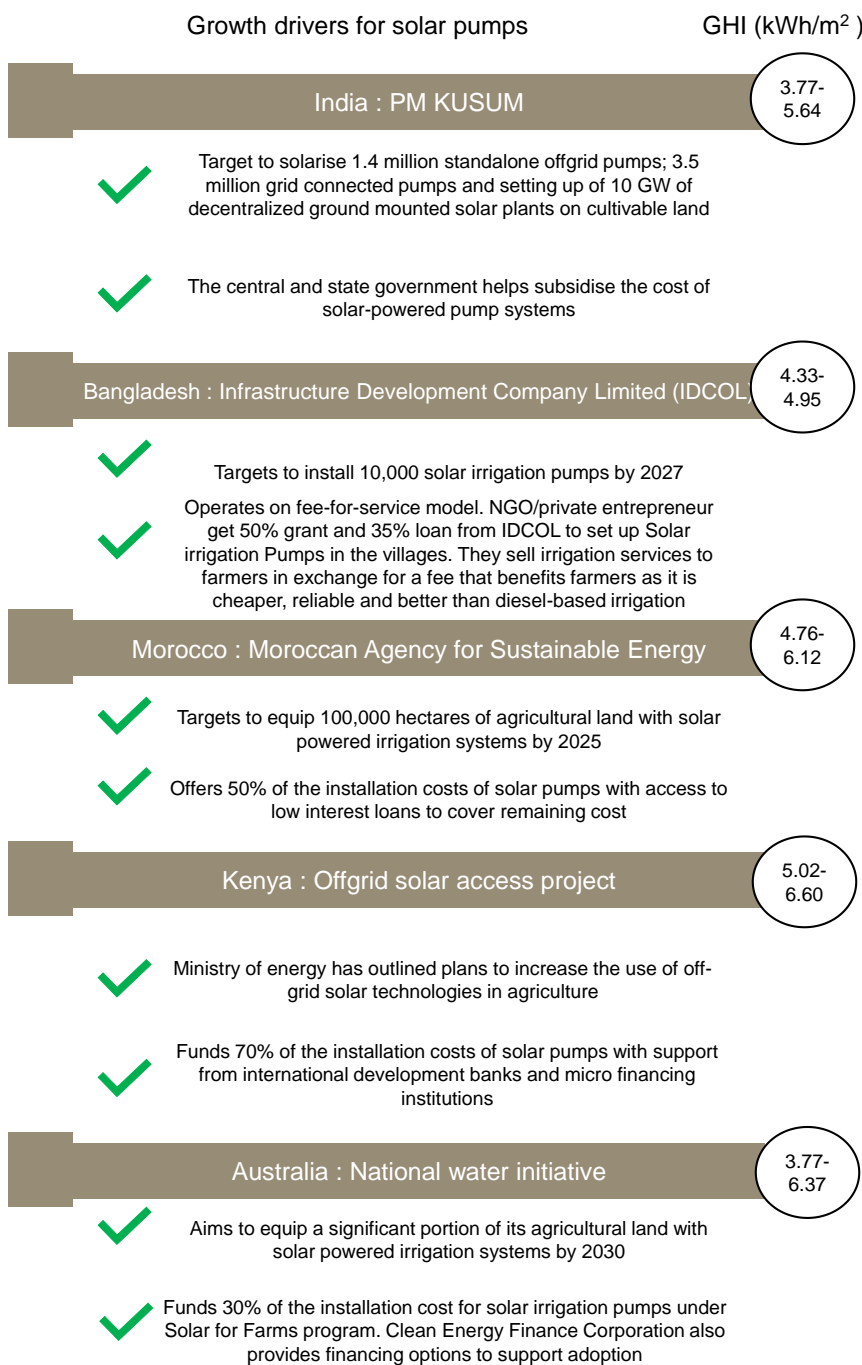 Growth drivers for solar pumps GHI (kWh/m² )
India : PM KUSUM
3.77-
5.64
Target to solarise 1.4 million standalone offgrid pumps; 3.5
million grid connected pumps and setting up of 10 GW of
decentralized ground mounted solar plants on cultivable land
The central and state government helps subsidise the cost of
solar-powered pump systems
Bangladesh : Infrastructure Development Company Limited (IDCOL)
4.33-
4.95
Targets to install 10,000 solar irrigation pumps by 2027
Operates on fee-for-service model. NGO/private entrepreneur
get 50% grant and 35% loan from IDCOL to set up Solar
irrigation Pumps in the villages. They sell irrigation services to
farmers in exchange for a fee that benefits farmers as it is
cheaper, reliable and better than diesel-based irrigation
Morocco : Moroccan Agency for Sustainable Energy
4.76-
6.12
Targets to equip 100,000 hectares of agricultural land with solar
powered irrigation systems by 2025
Offers 50% of the installation costs of solar pumps with access to
low interest loans to cover remaining cost
Kenya : Offgrid solar access project
5.02-
6.60
Ministry of energy has outlined plans to increase the use of off-
grid solar technologies in agriculture
Funds 70% of the installation costs of solar pumps with support
from international development banks and micro financing
institutions
Australia : National water initiative
3.77-
6.37
Aims to equip a significant portion of its agricultural land with
solar powered irrigation systems by 2030
Funds 30% of the installation cost for solar irrigation pumps under
Solar for Farms program. Clean Energy Finance Corporation also
provides financing options to support adoption